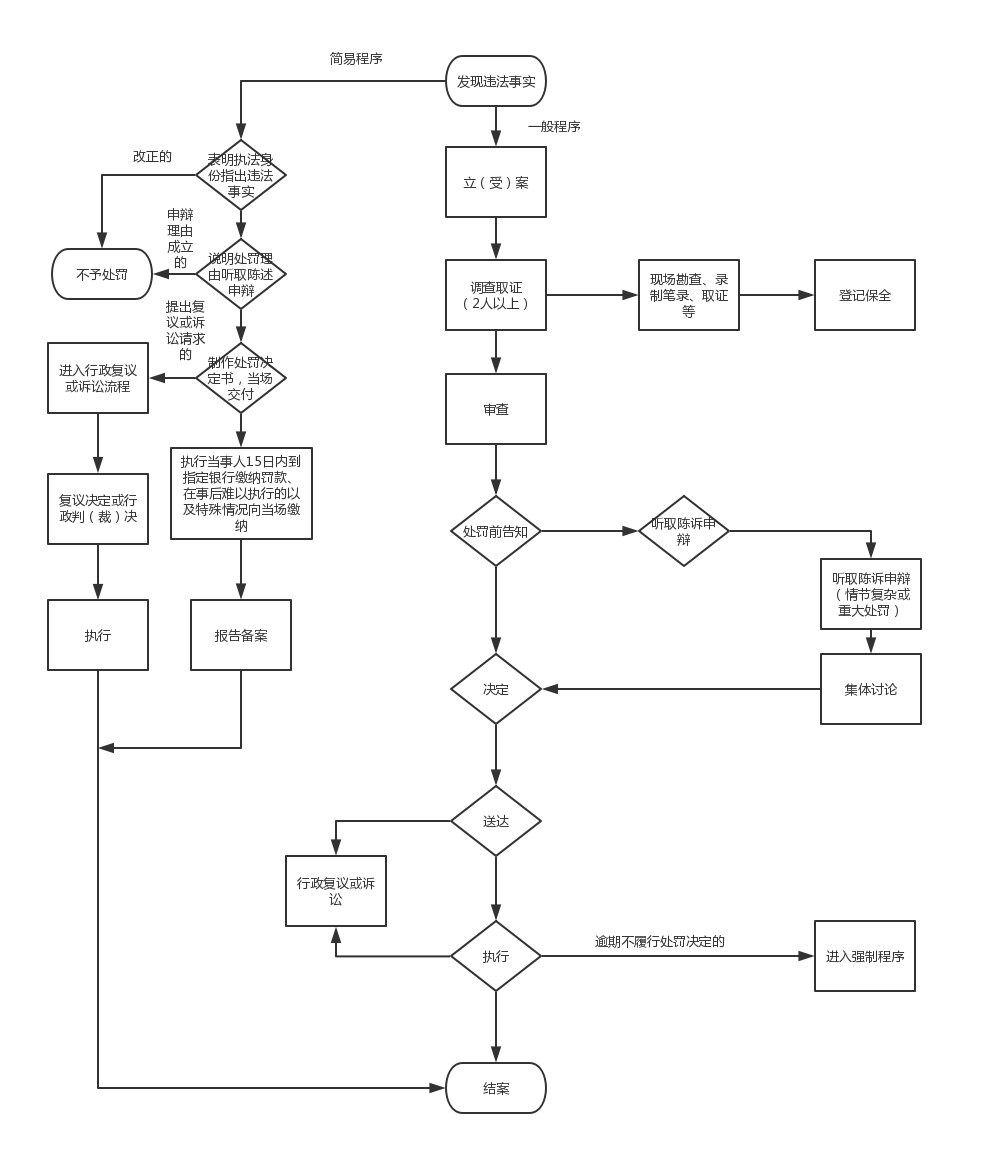 简易程序
发现违法事实
一般程序
改正的
表明执法身
份指出违法
事实
立（受）案
申辩
理由
成立
的
不予处罚
说明处罚理
由听取陈述
申辩
调查取证
（2人以上）
现场勘查、录
制笔录、取证
等
登记保全
提出复
议或诉
讼请求
的
进入行政复议
或诉讼流程
制作处罚决
定书，当场
交付
审查
执行当事人15日内到
指定银行缴纳罚款、
在事后难以执行的以
及特殊情况向当场缴
纳
复议决定或行
政判（裁）决
处罚前告知
听取陈诉申
辩
听取陈诉申辩
（情节复杂或
重大处罚）
执行
报告备案
决定
集体讨论
送达
行政复议或诉
讼
执行
逾期不履行处罚决定的
进入强制程序
结案